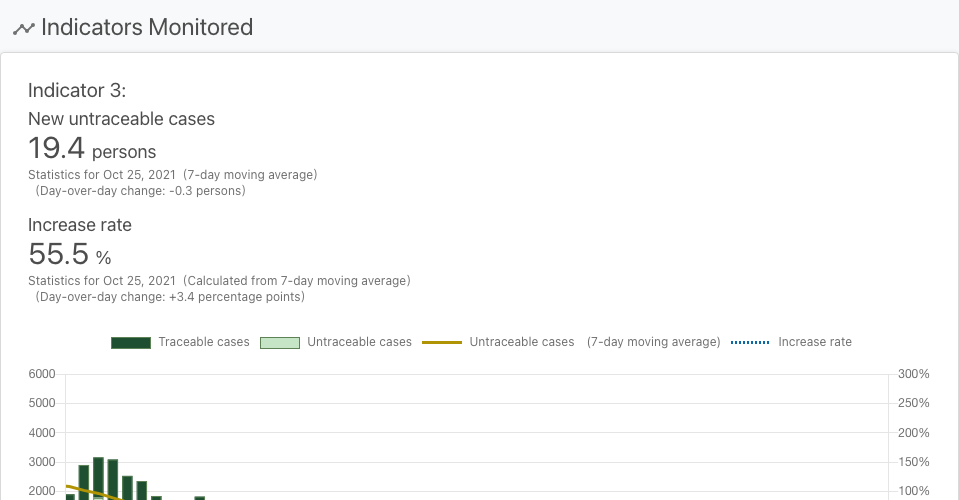 Indicators Monitored
Indicator 3:
New untraceable cases
19.4 persons
Statistics for Oct 25, 2021 (7-day moving average)
(Day-over-day change: -0.3 persons)
Increase rate
55.5 %
Statistics for Oct 25, 2021 (Calculated from 7-day moving average)
(Day-over-day change: +3.4 percentage points)
Traceable cases Untraceable cases Untraceable cases (7-day moving average) Increase rate
6000 300%
5000 250%
4000 200%
3000 150%
2000 100%